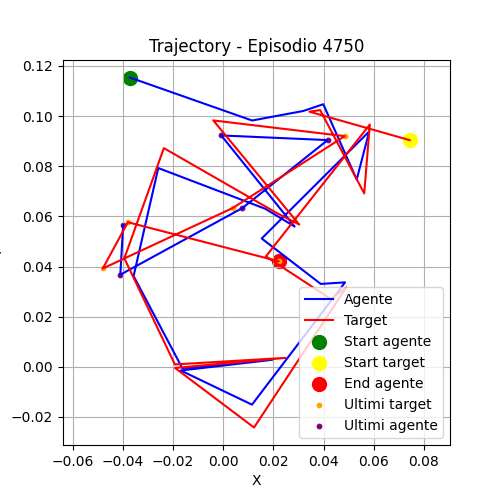 Trajectory - Episodio 4750
0.12
0.10
0.08
0.06
0.04
0.02
0.00
−0.02
−0.06
−0.04
−0.02
0.00
0.02
0.04
0.06
0.08
X
Agente
Target
Start agente
Start target
End agente
Ultimi target
Ultimi agente